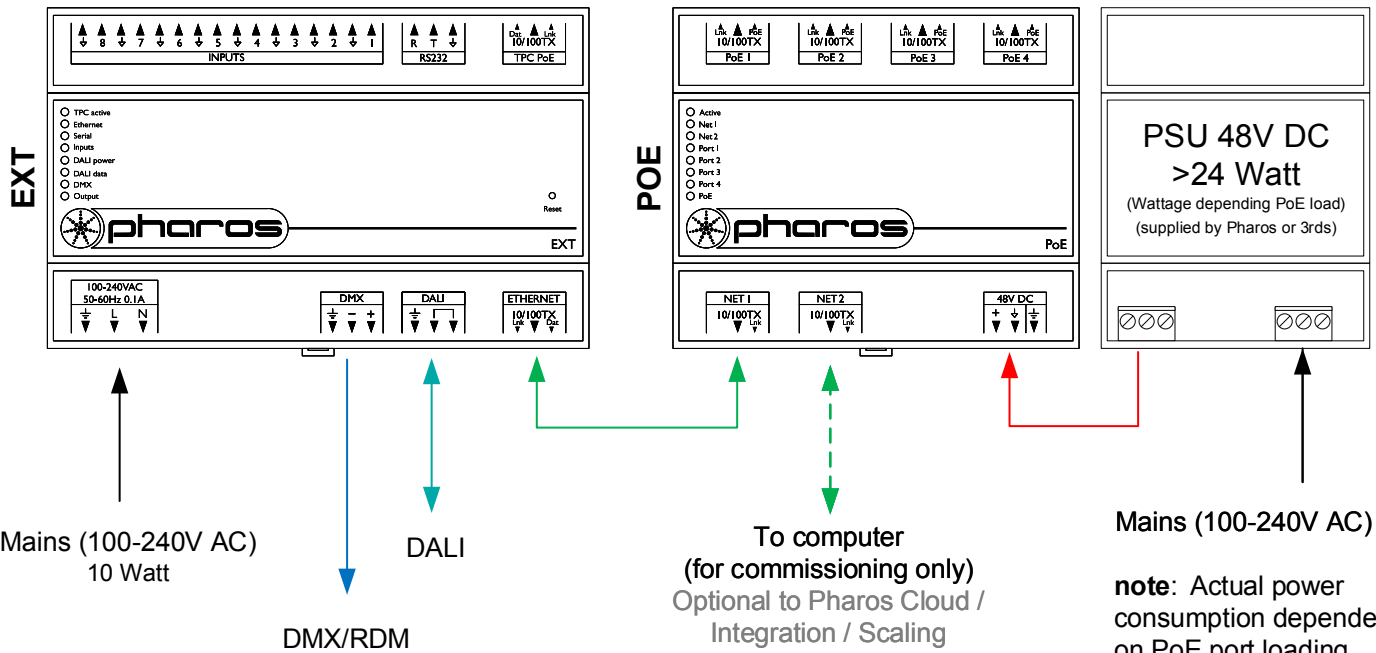 8 7 6 5 4 3 2 1
INPUTS
R T
RS232
Dat Lnk
10/100TX
TPC PoE
EXT
TPC active
Ethernet
Serial
Inputs
DALI power
DALI data
DMX
Output
pharos
Reset
EXT
100-240VAC
50-60Hz 0.1A
L N
DMX
- +
DALI
ETHERNET
10/100TX
Lnk Dat
Lnk PoE
10/100TX
PoE 1
Lnk PoE
10/100TX
PoE 2
Lnk PoE
10/100TX
PoE 3
Lnk PoE
10/100TX
PoE 4
POE
Active
Net 1
Net 2
Port 1
Port 2
Port 3
Port 4
PoE
pharos
PoE
NET 1
10/100TX
Lnk
NET 2
10/100TX
Lnk
48V DC
+
PSU 48V DC
>24 Watt
(Wattage depending PoE load)
(supplied by Pharos or 3rds)
Mains (100-240V AC)
10 Watt
DMX/RDM
DALI
To computer
(for commissioning only)
Optional to Pharos Cloud /
Integration / Scaling
Mains (100-240V AC)
note: Actual power
consumption depende
on PoE port loading